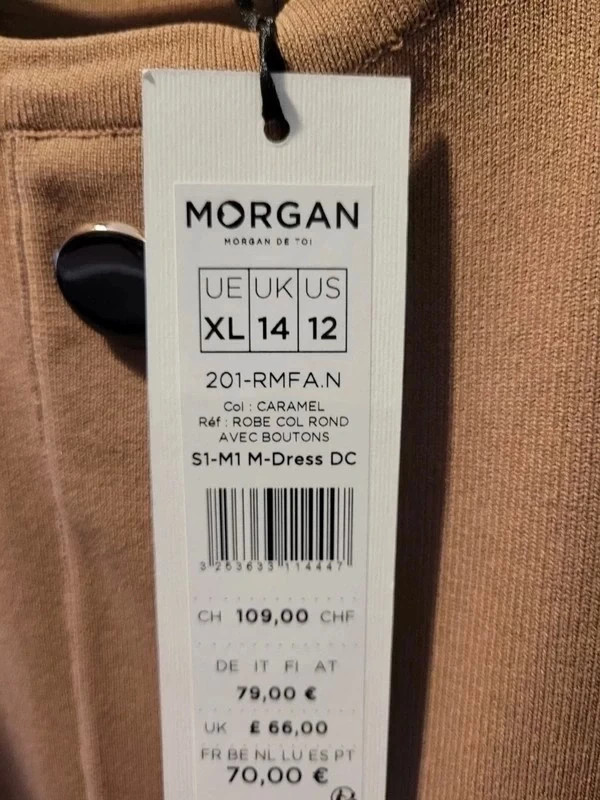 MORGAN
MORGAN DE TOI
UE UK US
XL 14 12
201-RMFA.N
Col : CARAMEL
Réf : ROBE COL ROND
AVEC BOUTONS
S1-M1 M-Dress DC
3 253633 114447
CH 109,00 CHF
DE IT FI AT
79,00 €
UK £ 66,00
FR BE NL LU ES PT
70,00 €